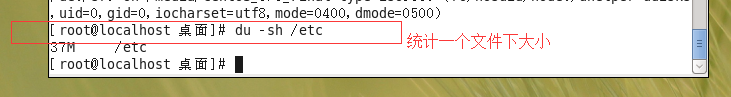 ,uid=0,gid=0,iocharset=utf8,mode=0400,dmode=0500)
[root@localhost 桌面]# du -sh /etc
统计一个文件下大小
37M /etc
[root@localhost 桌面]#